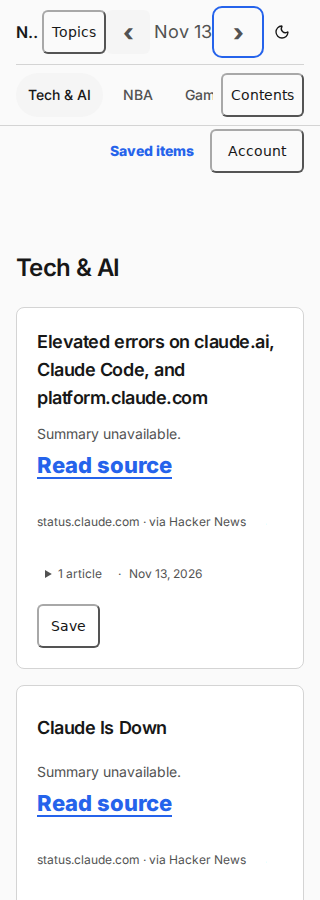 N..
Topics
‹
Nov 13
›
Tech & AI
NBA
Gam
Contents
Saved items
Account
Tech & AI
Elevated errors on claude.ai,
Claude Code, and
platform.claude.com
Summary unavailable.
Read source
status.claude.com · via Hacker News
▶ 1 article · Nov 13, 2026
Save
Claude Is Down
Summary unavailable.
Read source
status.claude.com · via Hacker News